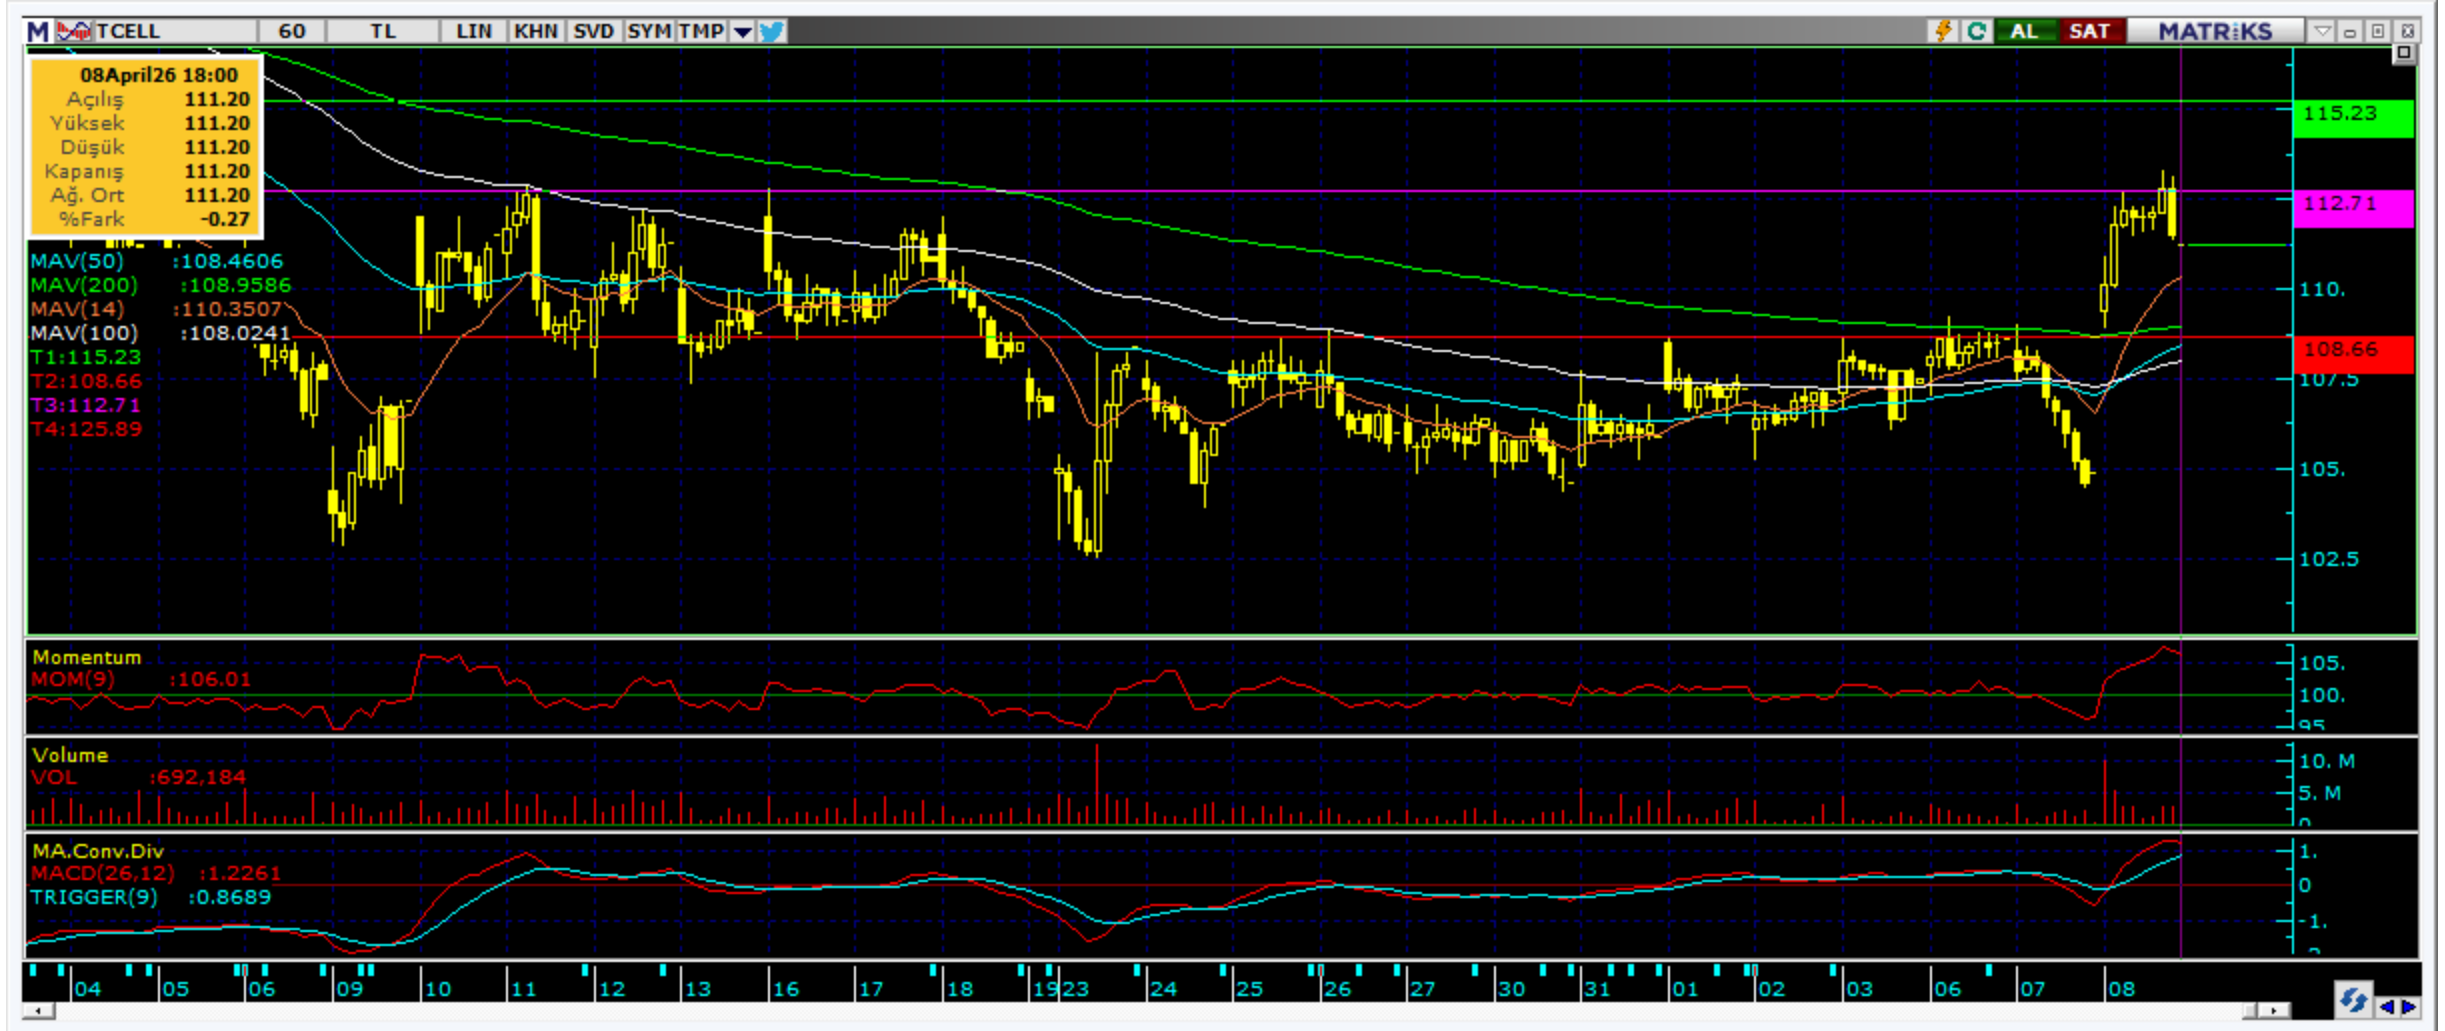 M TCELL 60 TL LIN KHN SVD SYM TMP AL SAT MATRİKS
08April26 18:00
Açılış 111.20
Yüksek 111.20
Düşük 111.20
Kapanış 111.20
Ağ. Ort 111.20
%Fark -0.27
MAV(50) :108.4606
MAV(200) :108.9586
MAV(14) :110.3507
MAV(100) :108.0241
T1:115.23
T2:108.66
T3:112.71
T4:125.89
115.23
112.71
110.
108.66
107.5
105.
102.5
Momentum
MOM(9) :106.01
105.
100.
95
Volume
VOL :692,184
10. M
5. M
0
MA.Conv.Div
MACD(26,12) :1.2261
TRIGGER(9) :0.8689
1.
0
-1.
04 05 06 09 10 11 12 13 16 17 18 19 23 24 25 26 27 30 31 01 02 03 06 07 08